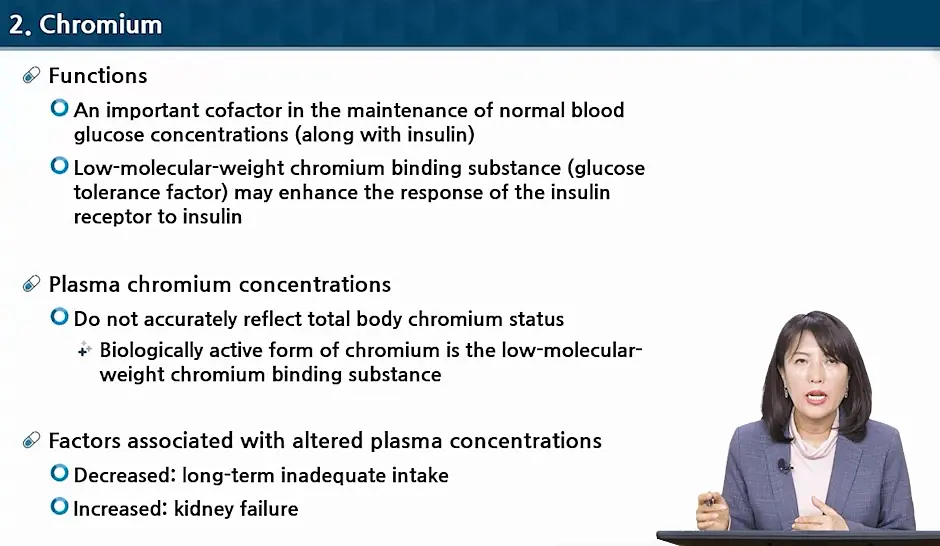 2. Chromium
Functions
An important cofactor in the maintenance of normal blood
glucose concentrations (along with insulin)
Low-molecular-weight chromium binding substance (glucose
tolerance factor) may enhance the response of the insulin
receptor to insulin
Plasma chromium concentrations
Do not accurately reflect total body chromium status
Biologically active form of chromium is the low-molecular-
weight chromium binding substance
Factors associated with altered plasma concentrations
Decreased: long-term inadequate intake
Increased: kidney failure